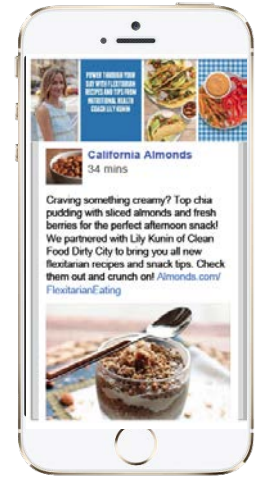 POWER THROUGH YOUR
DAY WITH FLEXITARIAN
RECIPES AND TIPS FROM
NUTRITIONAL HEALTH
COACH LILY KUNIN
California Almonds
34 mins
Craving something creamy? Top chia
pudding with sliced almonds and fresh
berries for the perfect afternoon snack!
We partnered with Lily Kunin of Clean
Food Dirty City to bring you all new
flexitarian recipes and snack tips. Check
them out and crunch on! Almonds.com/
FlexitarianEating